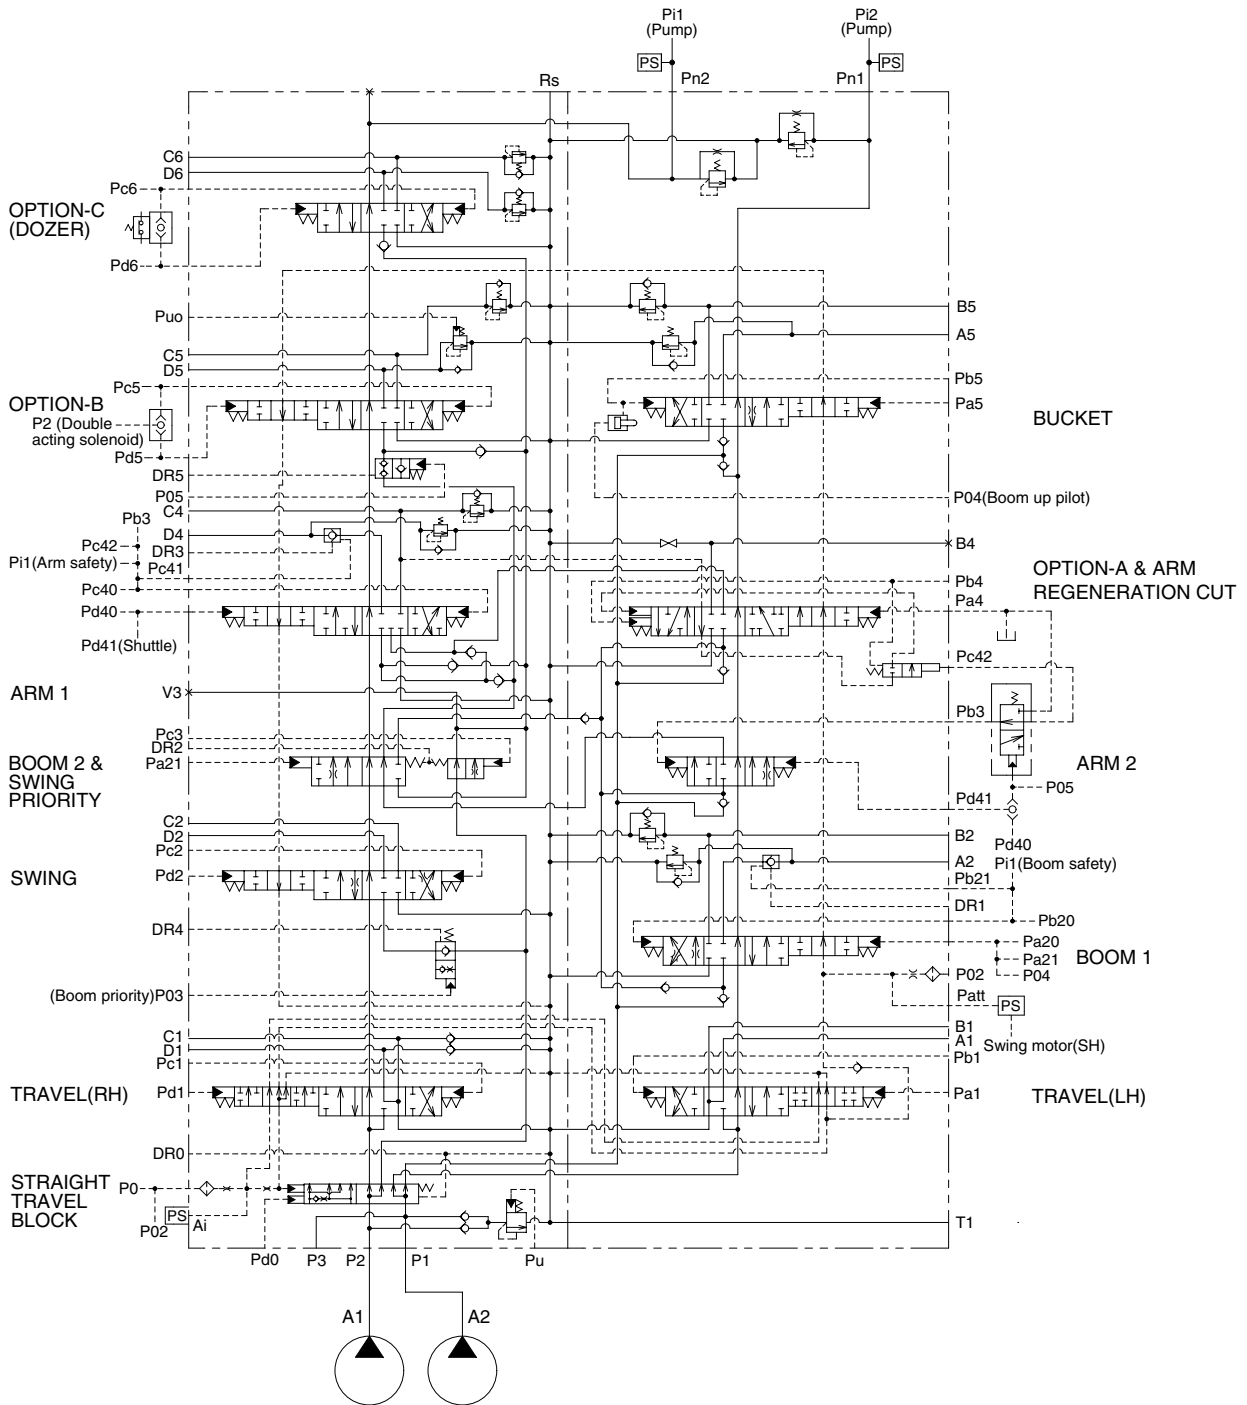 Pi1
(Pump)
Pi2
(Pump)
PS
PS
Rs
Pn2
Pn1
C6
D6
Pc6
OPTION-C
(DOZER)
Pd6
Puo
B5
A5
C5
D5
Pc5
Pb5
Pa5
OPTION-B
P2 (Double
acting solenoid)
Pd5
BUCKET
DR5
P05
P04(Boom up pilot)
C4
Pb3
D4
Pc42
DR3
Pi1(Arm safety)
Pc41
Pc40
B4
OPTION-A & ARM
REGENERATION CUT
Pb4
Pa4
Pd40
Pd41(Shuttle)
Pc42
ARM 1
V3
Pb3
Pc3
DR2
Pa21
BOOM 2 &
SWING
PRIORITY
ARM 2
P05
Pd41
C2
D2
Pc2
B2
Pd40
A2
Pi1(Boom safety)
SWING
Pd2
Pb21
DR1
Pb20
DR4
Pa20
Pa21
P04
BOOM 1
P02
(Boom priority)P03
Patt
PS
C1
D1
Pc1
B1
A1
Swing motor(SH)
Pb1
TRAVEL(RH)
Pd1
Pa1
TRAVEL(LH)
DR0
STRAIGHT
TRAVEL
BLOCK
P0
PS
Ai
P02
T1
Pd0
P3
P2
P1
Pu
A1
A2